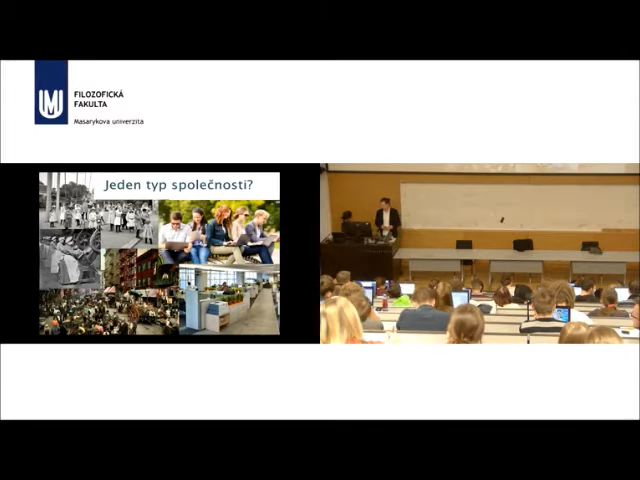 FILOZOFICKÁ
FAKULTA
Masarykova univerzita
Jeden typ společnosti?